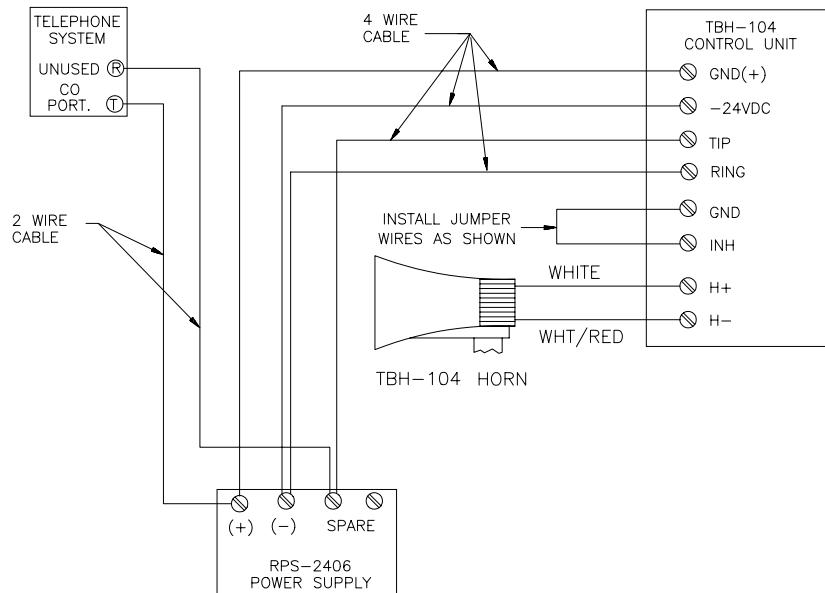 TELEPHONE
SYSTEM
UNUSED R
CO
PORT. T
4 WIRE
CABLE
TBH-104
CONTROL UNIT
GND(+)
-24VDC
TIP
RING
GND
INH
H+
H-
2 WIRE
CABLE
INSTALL JUMPER
WIRES AS SHOWN
WHITE
WHT/RED
TBH-104 HORN
(+) (-) SPARE
RPS-2406
POWER SUPPLY